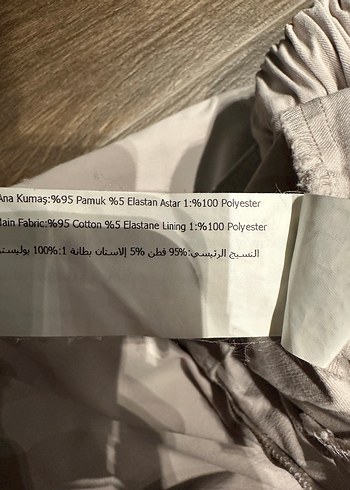 Ana Kumaş:%95 Pamuk %5 Elastan Astar 1:%100 Polyester
Main Fabric:%95 Cotton %5 Elastane Lining 1:%100 Polyester
النسيج الرئيسي:%95 قطن %5 إلاستان بطانة 1:%100